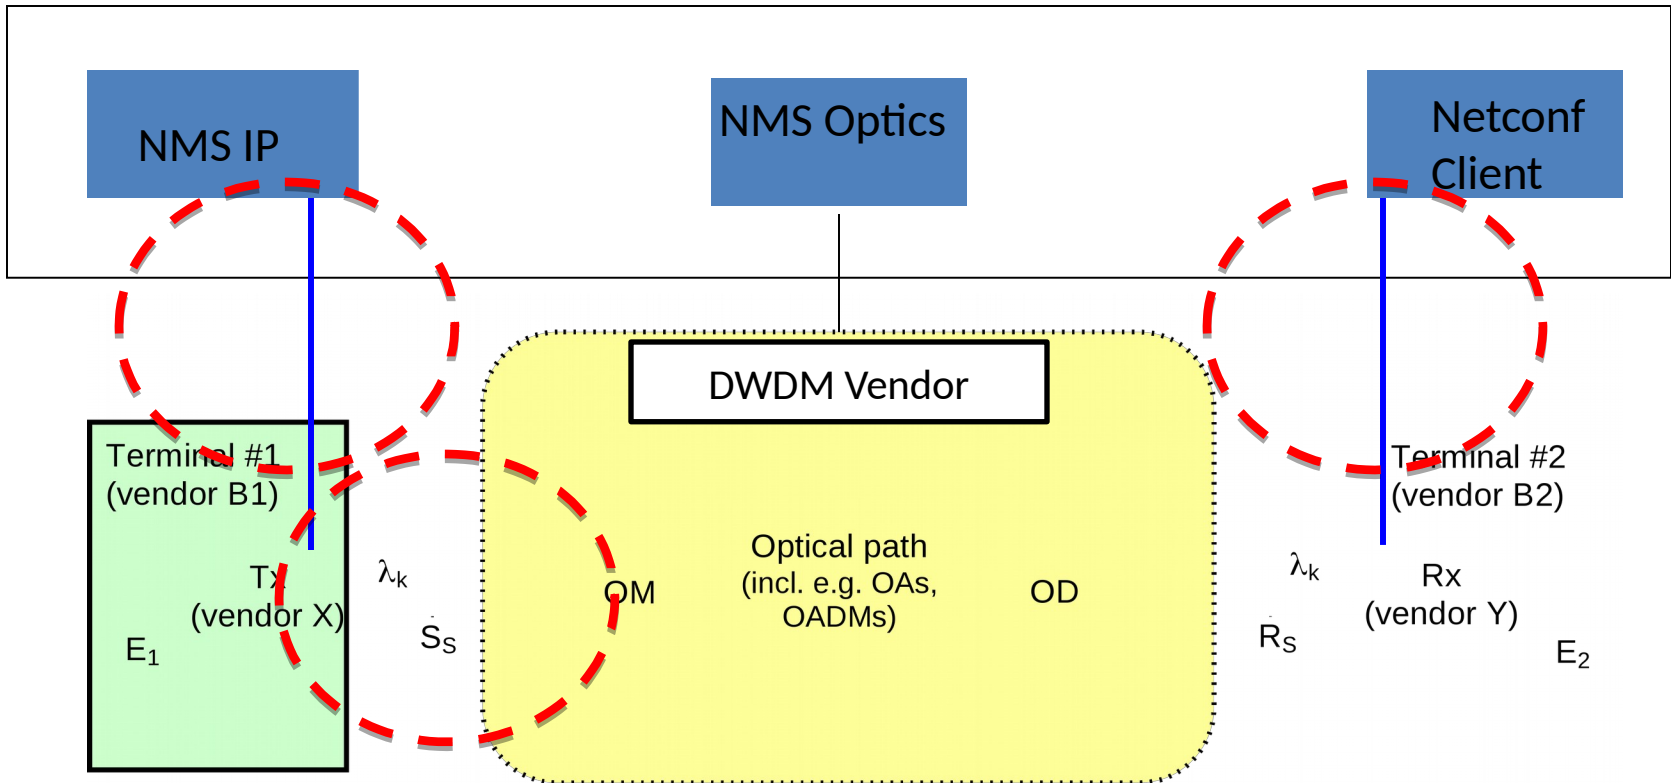 NMS IP
NMS Optics
Netconf
Client
DWDM Vendor
Terminal #1
(vendor B1)
Terminal #2
(vendor B2)
Tx
(vendor X)
λk
SS
E1
OM
Optical path
(incl. e.g. OAs,
OADMs)
OD
λk
RS
Rx
(vendor Y)
E2